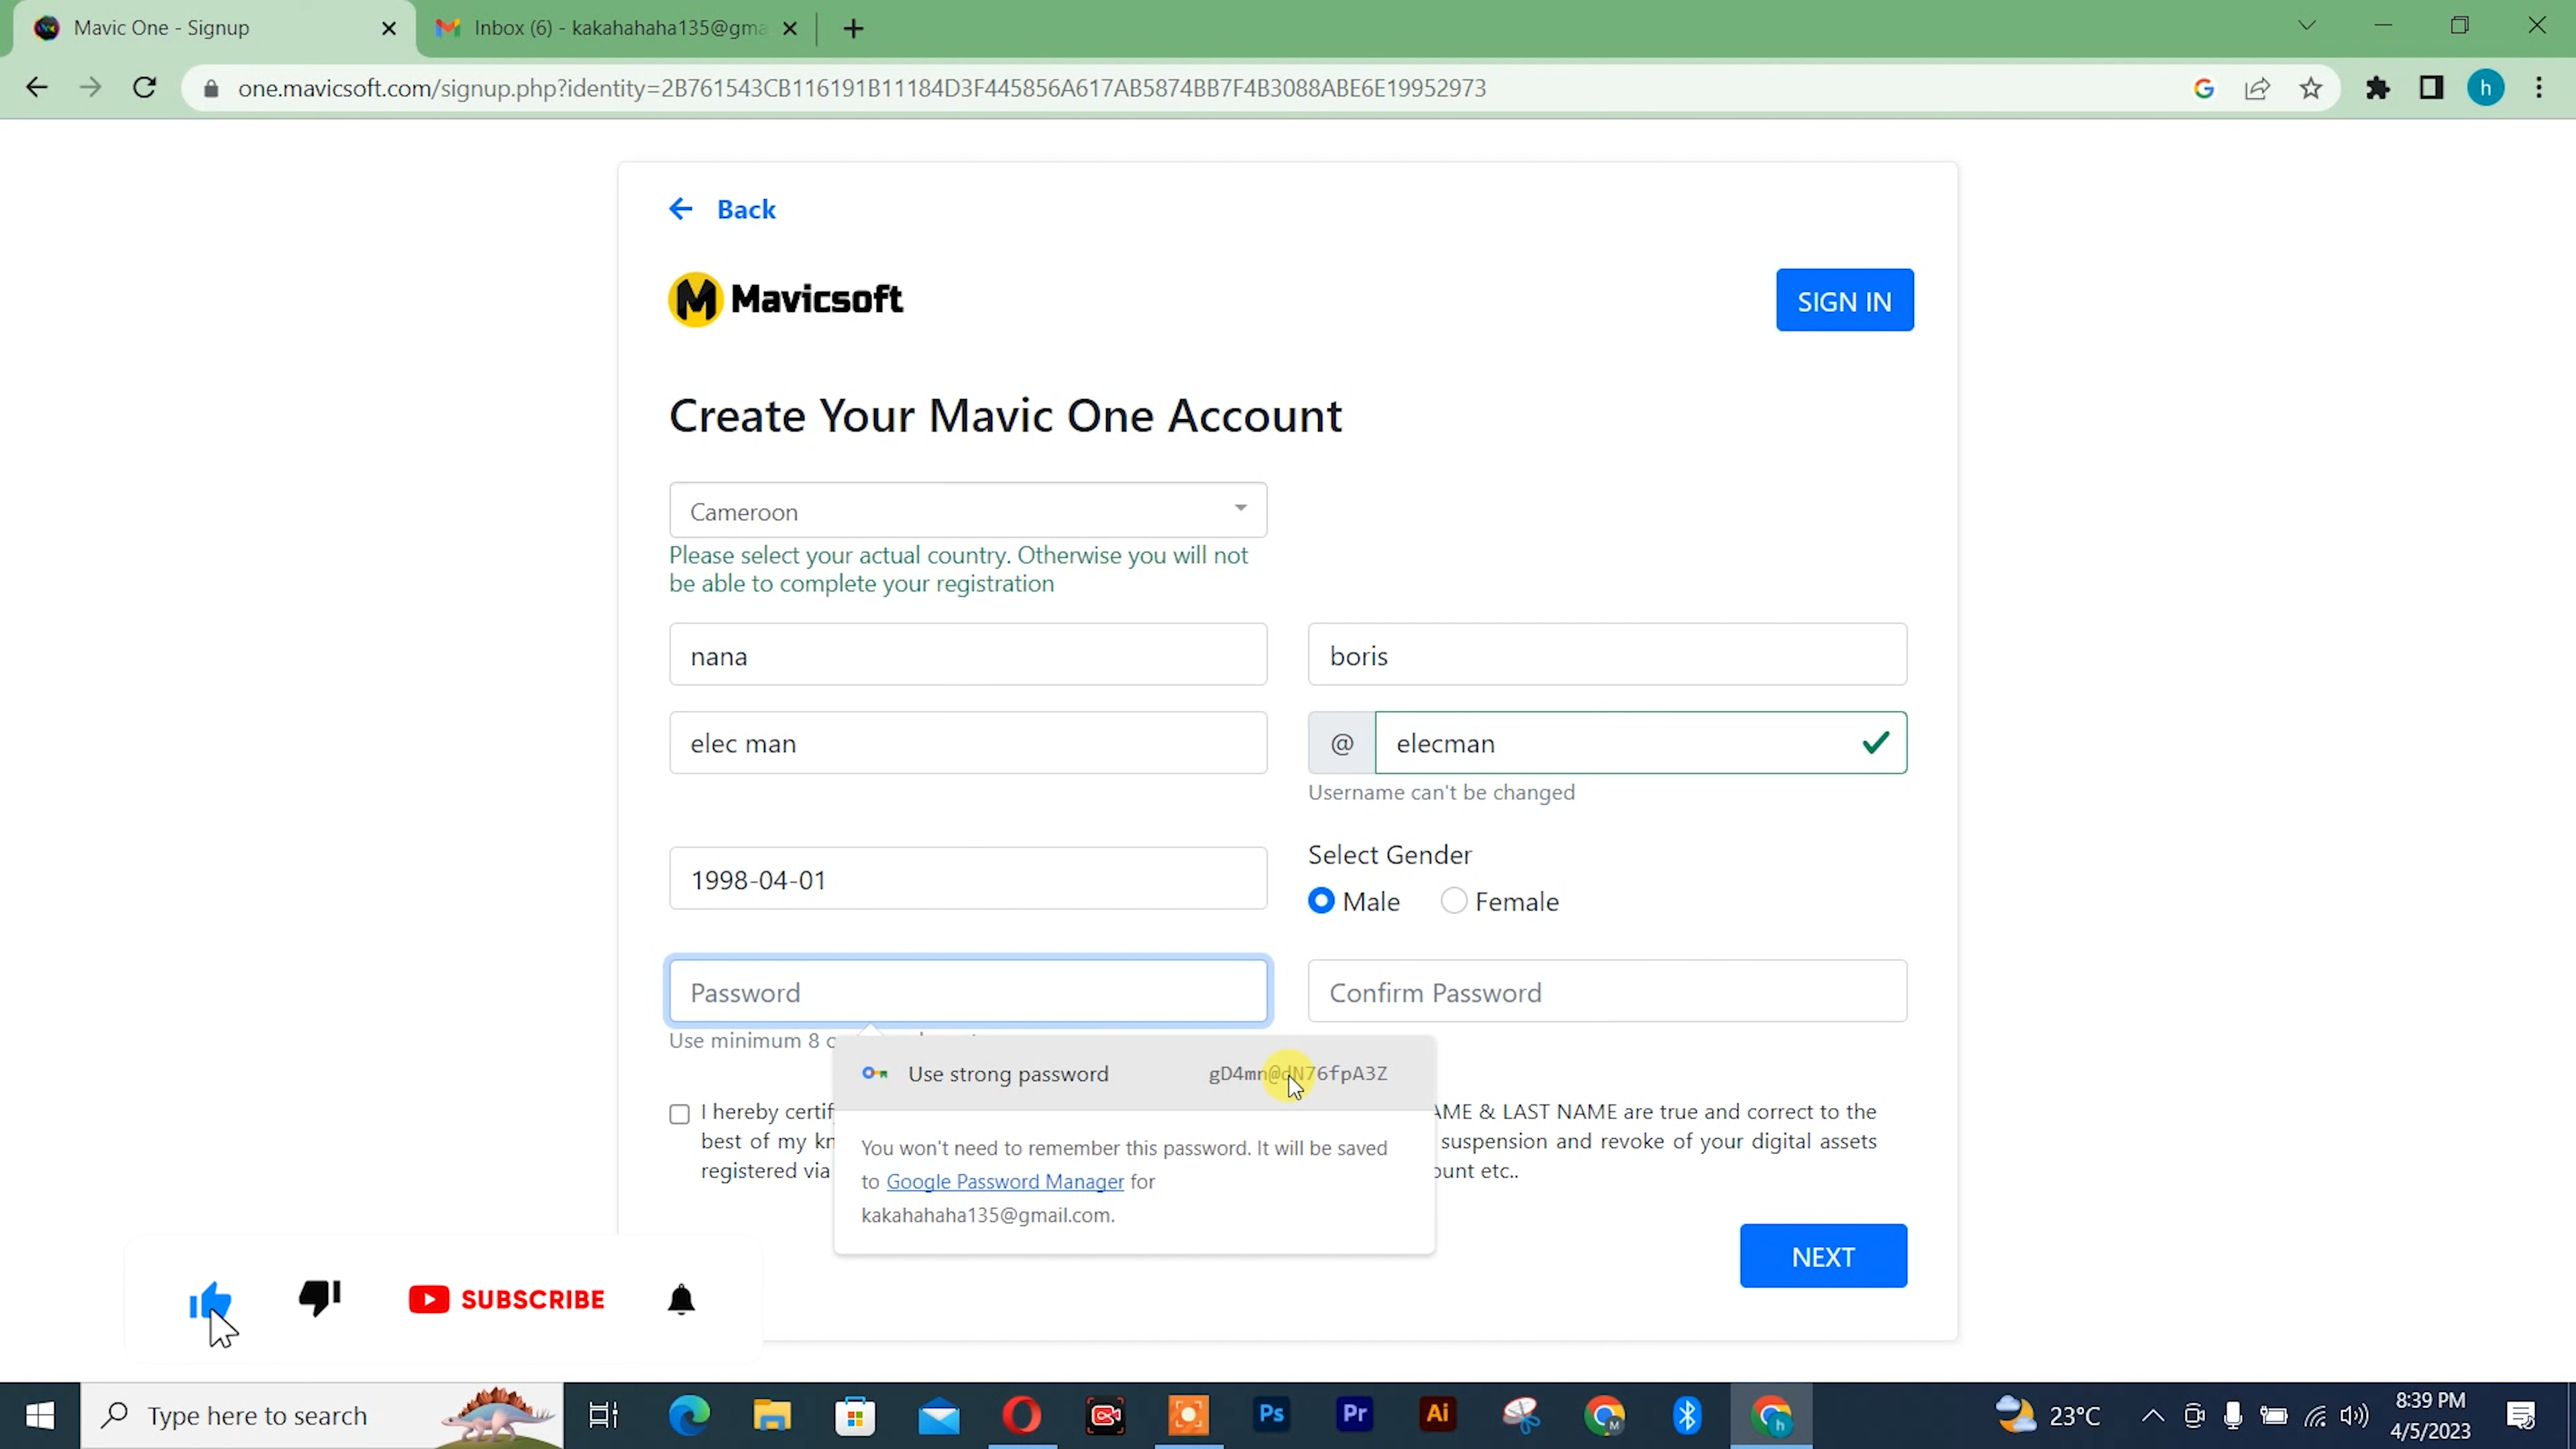 Mavic One - Signup
Inbox (6) - kakahahaha135@gma
one.mavicsoft.com/signup.php?identity=2B761543CB116191B11184D3F445856A617AB5874BB7F4B3088ABE6E19952973
h
Back
Mavicsoft
SIGN IN
Create Your Mavic One Account
Cameroon
Please select your actual country. Otherwise you will not
be able to complete your registration
nana
boris
elec man
@ elecman
Username can't be changed
1998-04-01
Select Gender
Male Female
Password
Confirm Password
Use minimum 8
Use strong password gD4mn@dN76fpA3Z
You won't need to remember this password. It will be saved
to Google Password Manager for
kakahahaha135@gmail.com.
I hereby certif AME & LAST NAME are true and correct to the
best of my kn suspension and revoke of your digital assets
registered via ount etc..
NEXT
SUBSCRIBE
Type here to search
Ps
Pr
Ai
23°C
8:39 PM
4/5/2023